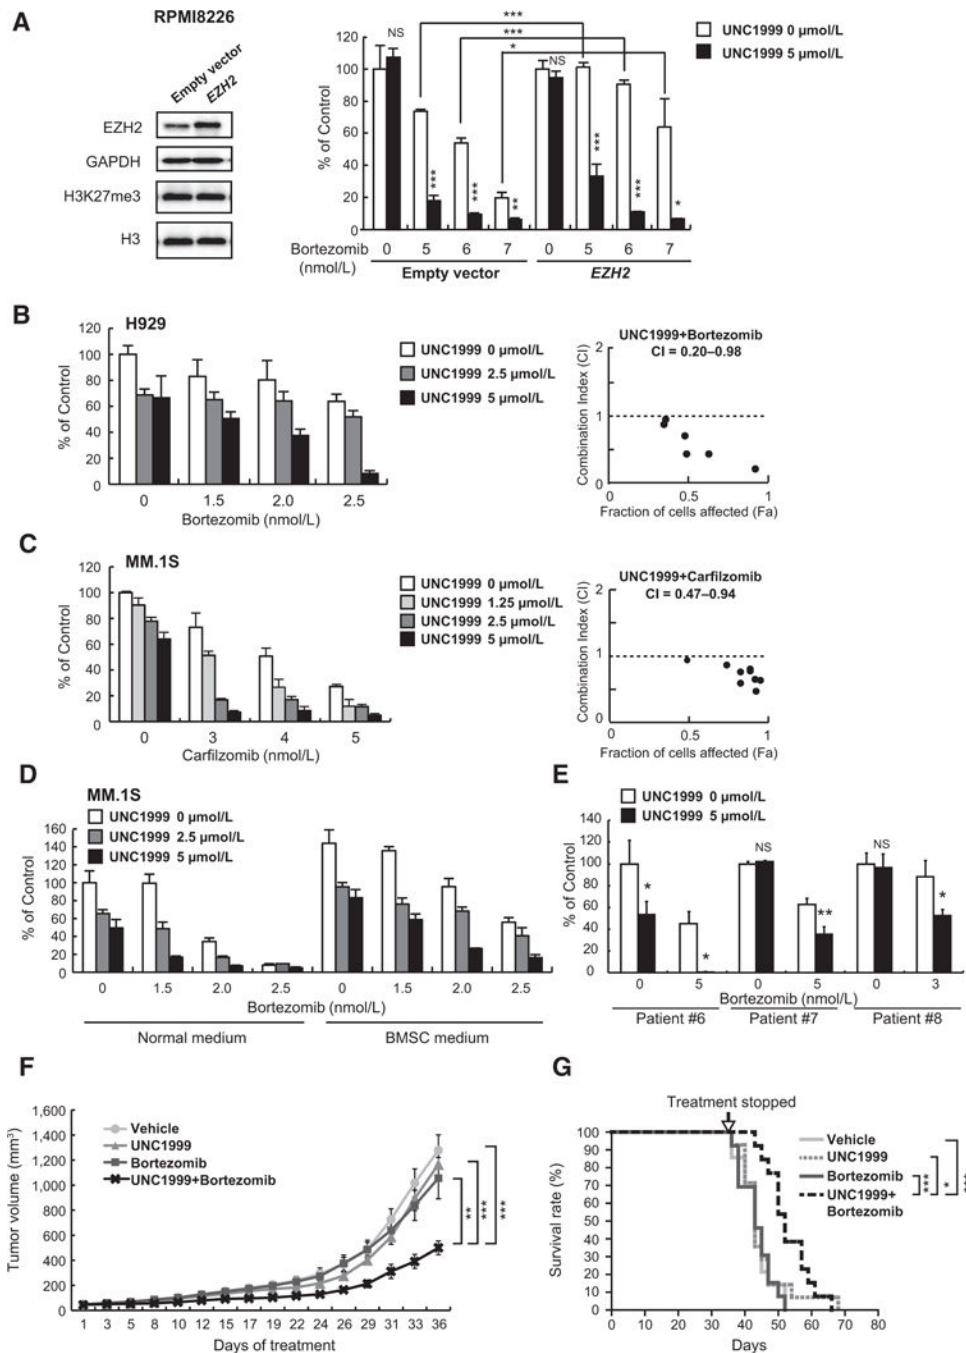 A
RPMI8226
Empty vector
EZH2
EZH2
GAPDH
H3K27me3
H3
% of Control
120
100
80
60
40
20
0
NS
***
***
*
NS
***
***
**
***
***
*
UNC1999 0 µmol/L
UNC1999 5 µmol/L
Bortezomib (nmol/L)
0 5 6 7 0 5 6 7
Empty vector EZH2
B
H929
% of Control
120
100
80
60
40
20
0
0 1.5 2.0 2.5
Bortezomib (nmol/L)
UNC1999 0 µmol/L
UNC1999 2.5 µmol/L
UNC1999 5 µmol/L
UNC1999+Bortezomib
CI = 0.20–0.98
Combination Index (CI)
2
1
0
0 0.5 1
Fraction of cells affected (Fa)
C
MM.1S
% of Control
120
100
80
60
40
20
0
0 3 4 5
Carfilzomib (nmol/L)
UNC1999 0 µmol/L
UNC1999 1.25 µmol/L
UNC1999 2.5 µmol/L
UNC1999 5 µmol/L
UNC1999+Carfilzomib
CI = 0.47–0.94
Combination Index (CI)
2
1
0
0 0.5 1
Fraction of cells affected (Fa)
D
MM.1S
UNC1999 0 µmol/L
UNC1999 2.5 µmol/L
UNC1999 5 µmol/L
% of Control
160
140
120
100
80
60
40
20
0
0 1.5 2.0 2.5 0 1.5 2.0 2.5
Bortezomib (nmol/L)
Normal medium BMSC medium
E
UNC1999 0 µmol/L
UNC1999 5 µmol/L
% of Control
140
120
100
80
60
40
20
0
*
*
NS
**
NS
*
0 5 0 5 0 3
Bortezomib (nmol/L)
Patient #6 Patient #7 Patient #8
F
Tumor volume (mm³)
1,600
1,400
1,200
1,000
800
600
400
200
0
Vehicle
UNC1999
Bortezomib
UNC1999+Bortezomib
**
***
***
1 3 5 8 10 12 15 17 19 22 24 26 29 31 33 36
Days of treatment
G
Treatment stopped
Survival rate (%)
100
90
80
70
60
50
40
30
20
10
0
Vehicle
UNC1999
Bortezomib
UNC1999+
Bortezomib
***
*
***
0 10 20 30 40 50 60 70 80
Days